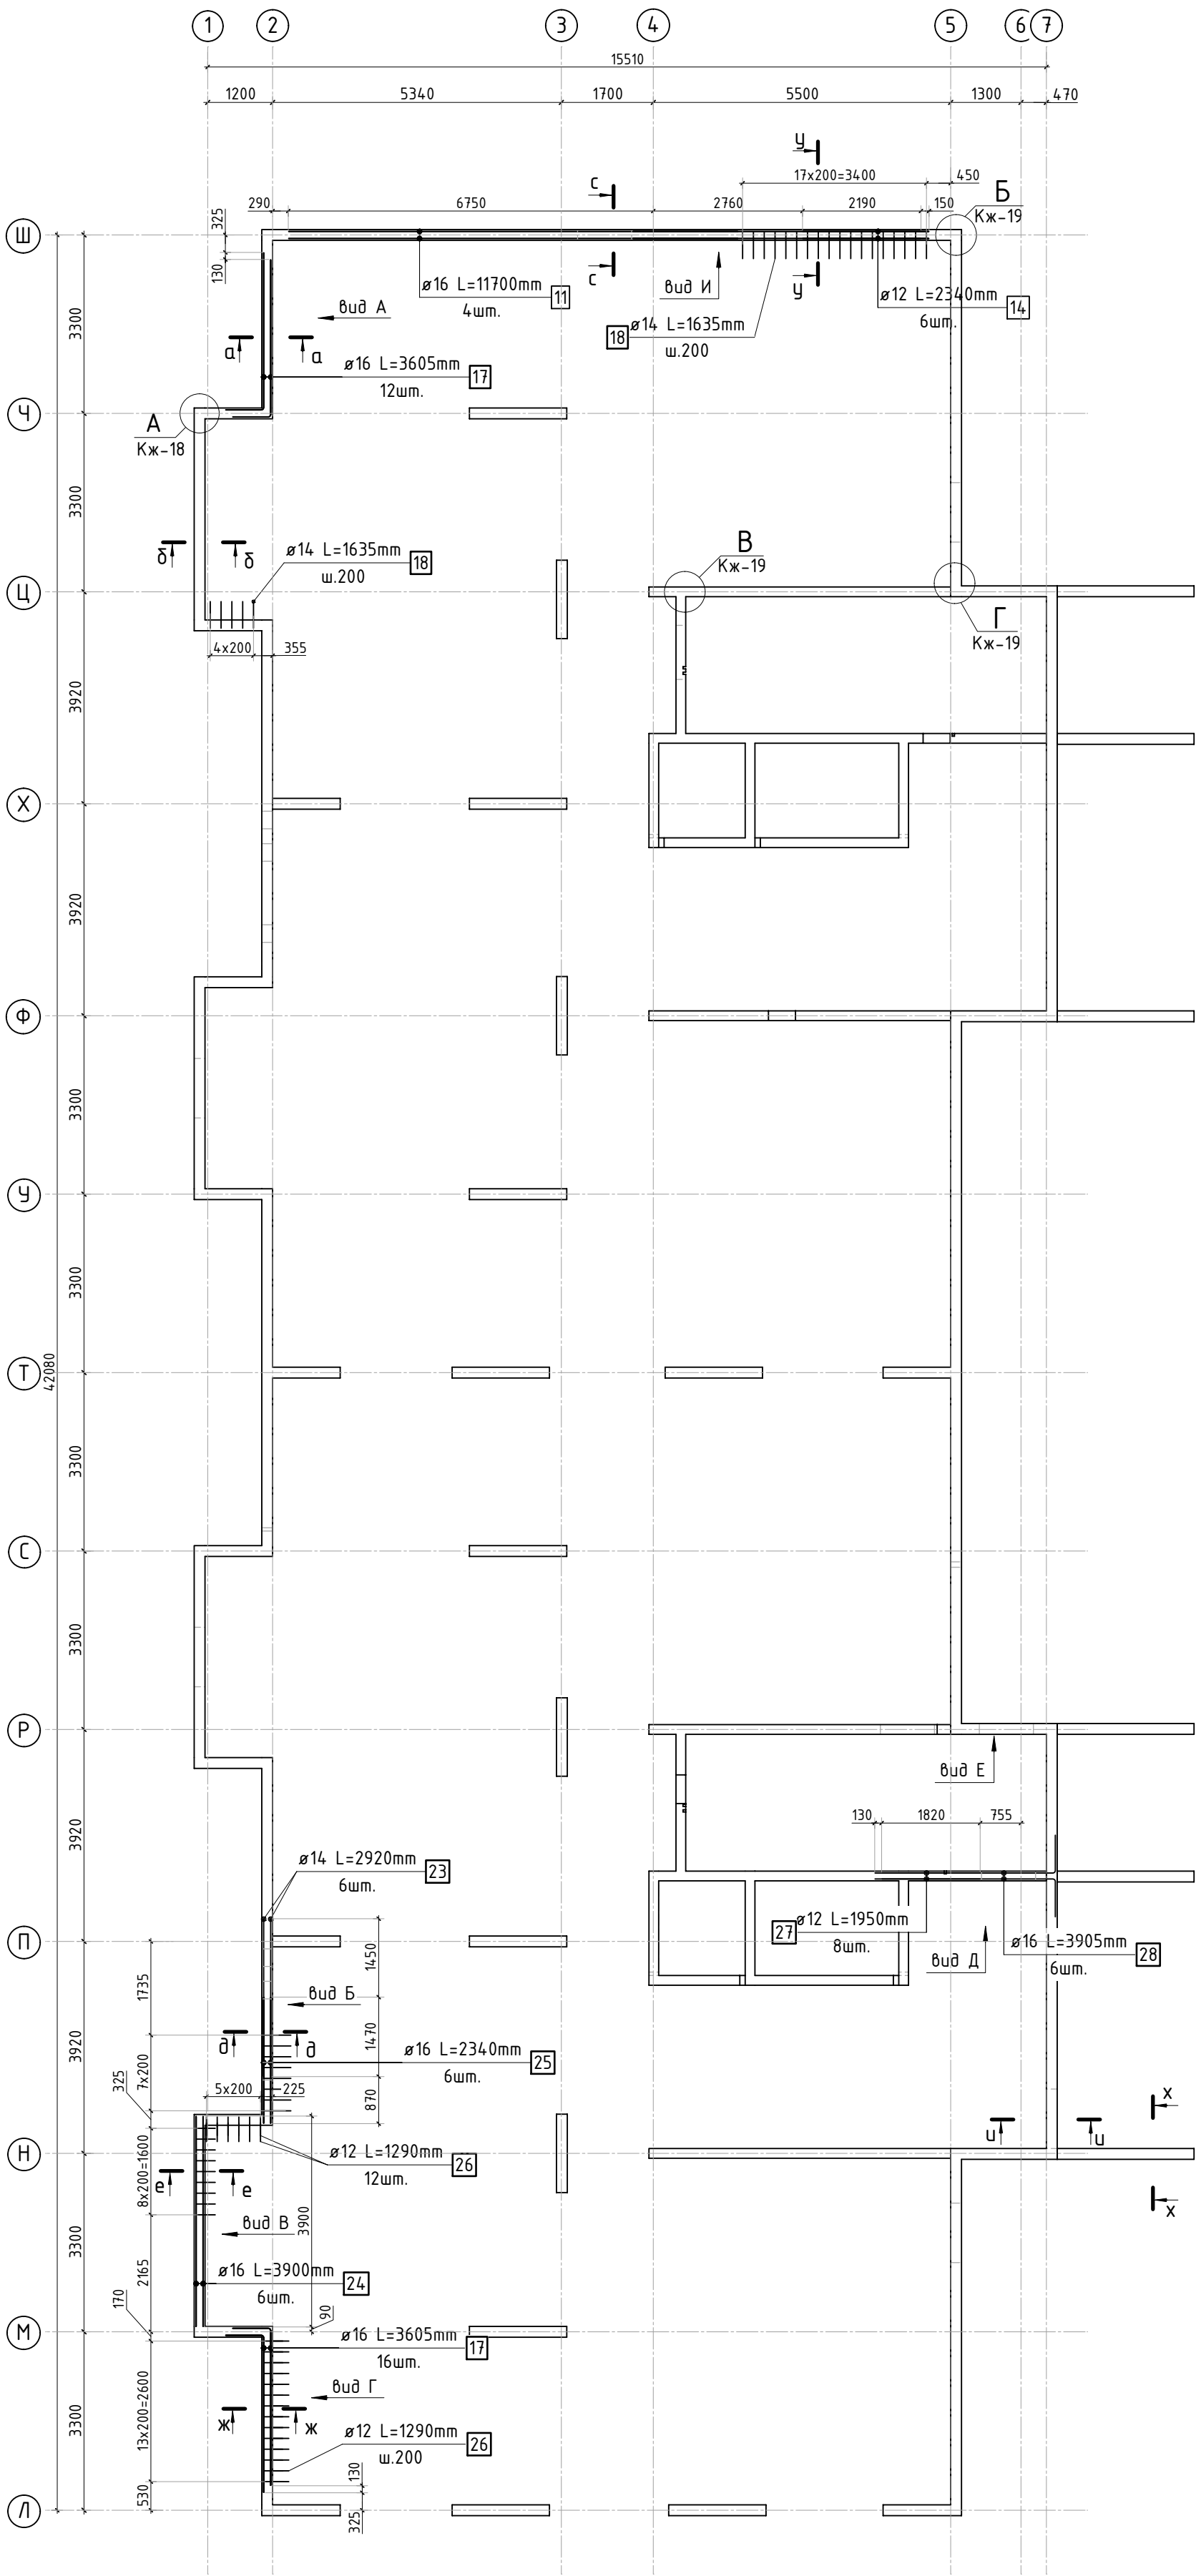 1 2 3 4 5 6 7
15510
1200 5340 1700 5500 1300 470
у
17х200=3400 450
с
Б
Кж-19
290 6750 2760 2190 150
325
Ш
130
с
у
ø16 L=11700mm 11
4шт.
вид И
ø12 L=2340mm 14
6шт.
вид А
18 ø14 L=1635mm
ш.200
3300
а а
ø16 L=3605mm 17
12шт.
Ч
А
Кж-18
3300
б б
ø14 L=1635mm 18
ш.200
В
Кж-19
Ц
Г
Кж-19
4х200 355
3920
Х
3920
Ф
3300
У
3300
Т
42080
3300
С
3300
Р
вид Е
3920
130 1820 755
ø14 L=2920mm 23
6шт.
27 ø12 L=1950mm
8шт.
П
ø16 L=3905mm 28
6шт.
вид Д
1450
1735
вид Б
д д
1470
3920
7х200
ø16 L=2340mm 25
6шт.
325
5х200 225
870
х
и и
Н
ø12 L=1290mm 26
12шт.
8х200=1600
е е
х
3900
вид В
3300
2165
ø16 L=3900mm 24
6шт.
170
90
М
ø16 L=3605mm 17
16шт.
вид Г
13х200=2600
3300
ж ж
ø12 L=1290mm 26
ш.200
130
530
Л
325